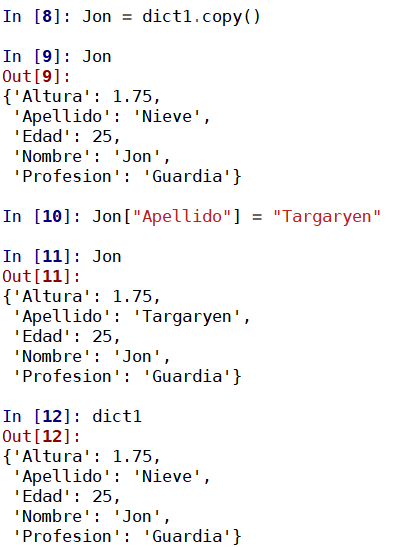 In [8]: Jon = dict1.copy()
In [9]: Jon
Out[9]:
{'Altura': 1.75,
 'Apellido': 'Nieve',
 'Edad': 25,
 'Nombre': 'Jon',
 'Profesion': 'Guardia'}
In [10]: Jon["Apellido"] = "Targaryen"
In [11]: Jon
Out[11]:
{'Altura': 1.75,
 'Apellido': 'Targaryen',
 'Edad': 25,
 'Nombre': 'Jon',
 'Profesion': 'Guardia'}
In [12]: dict1
Out[12]:
{'Altura': 1.75,
 'Apellido': 'Nieve',
 'Edad': 25,
 'Nombre': 'Jon',
 'Profesion': 'Guardia'}